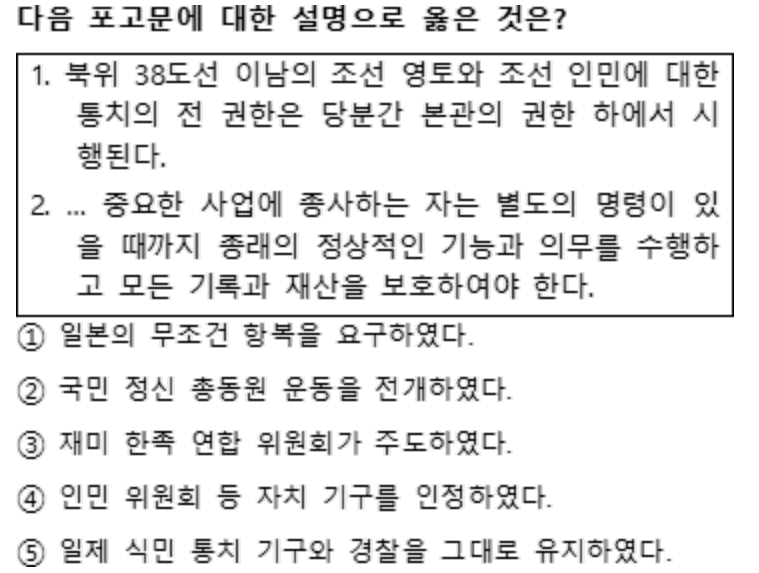 다음 포고문에 대한 설명으로 옳은 것은?
1. 북위 38도선 이남의 조선 영토와 조선 인민에 대한
통치의 전 권한은 당분간 본관의 권한 하에서 시
행된다.
2. ... 중요한 사업에 종사하는 자는 별도의 명령이 있
을 때까지 종래의 정상적인 기능과 의무를 수행하
고 모든 기록과 재산을 보호하여야 한다.
① 일본의 무조건 항복을 요구하였다.
② 국민 정신 총동원 운동을 전개하였다.
③ 재미 한족 연합 위원회가 주도하였다.
④ 인민 위원회 등 자치 기구를 인정하였다.
⑤ 일제 식민 통치 기구와 경찰을 그대로 유지하였다.